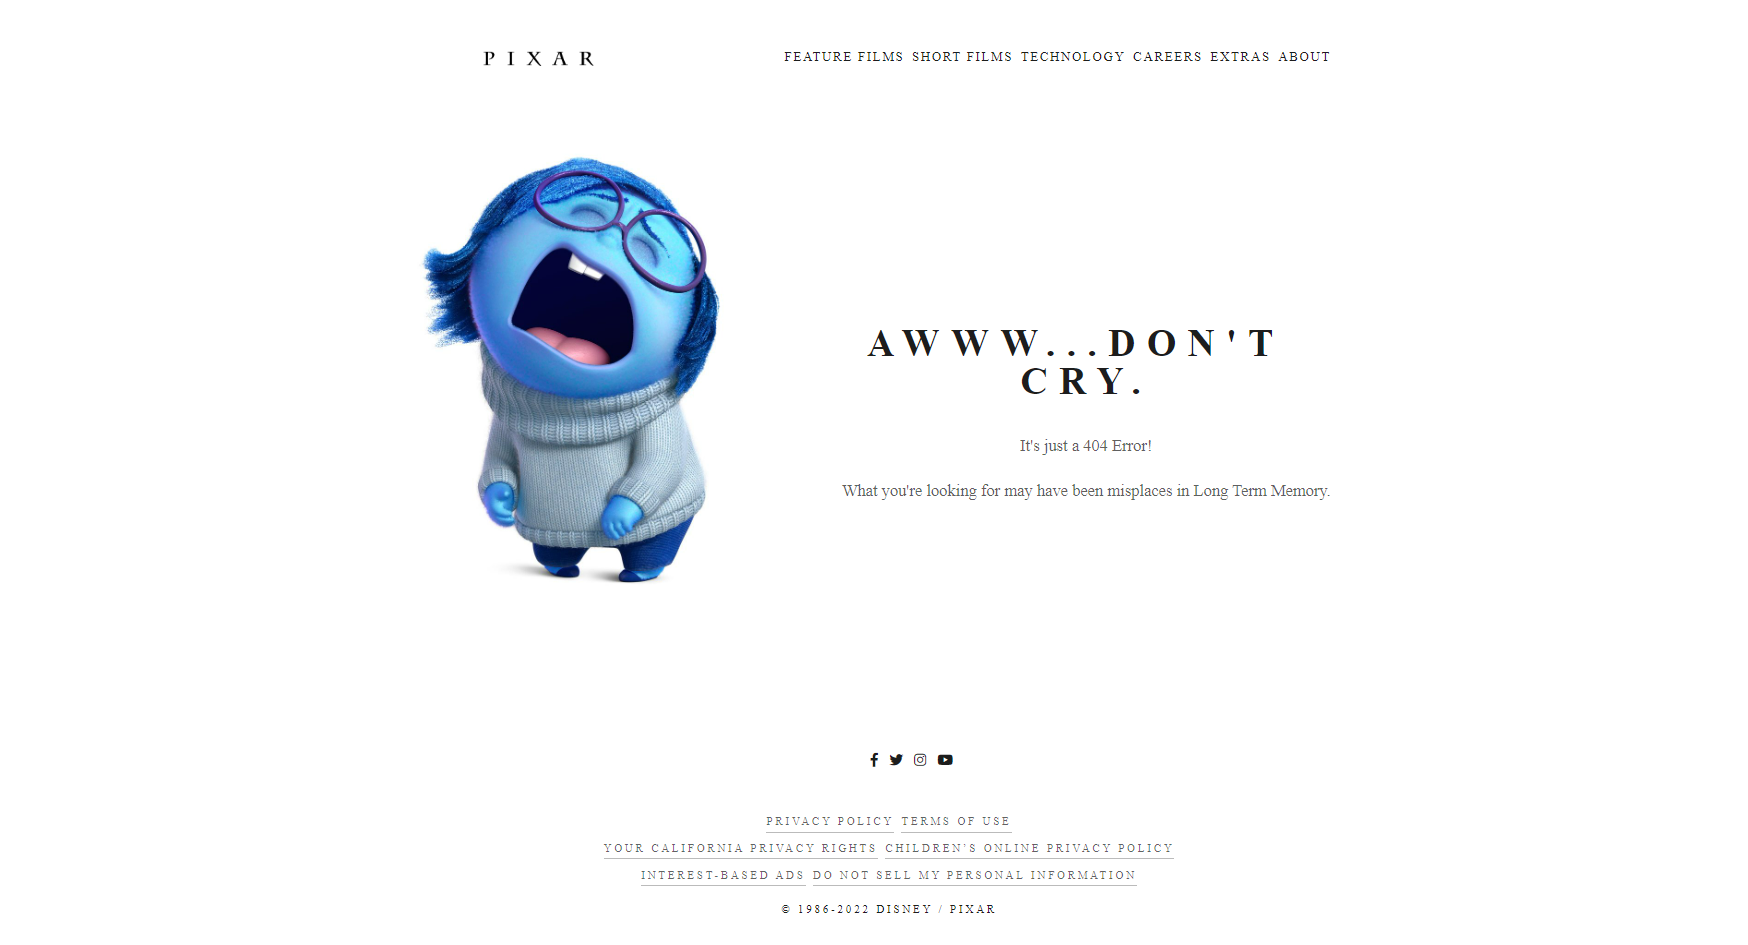 PIXAR
FEATURE FILMS SHORT FILMS TECHNOLOGY CAREERS EXTRAS ABOUT
AWWW...DON'T
CRY.
It's just a 404 Error!
What you're looking for may have been misplaces in Long Term Memory.
PRIVACY POLICY TERMS OF USE
YOUR CALIFORNIA PRIVACY RIGHTS CHILDREN'S ONLINE PRIVACY POLICY
INTEREST-BASED ADS DO NOT SELL MY PERSONAL INFORMATION
© 1986-2022 DISNEY / PIXAR